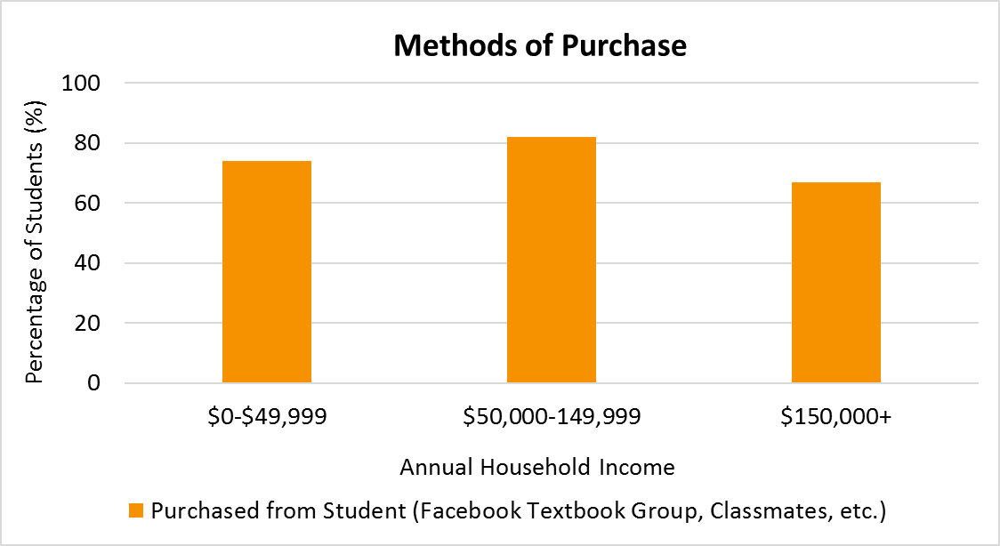 Methods of Purchase
Percentage of Students (%)
100
80
60
40
20
0
$0-$49,999
$50,000-149,999
$150,000+
Annual Household Income
Purchased from Student (Facebook Textbook Group, Classmates, etc.)